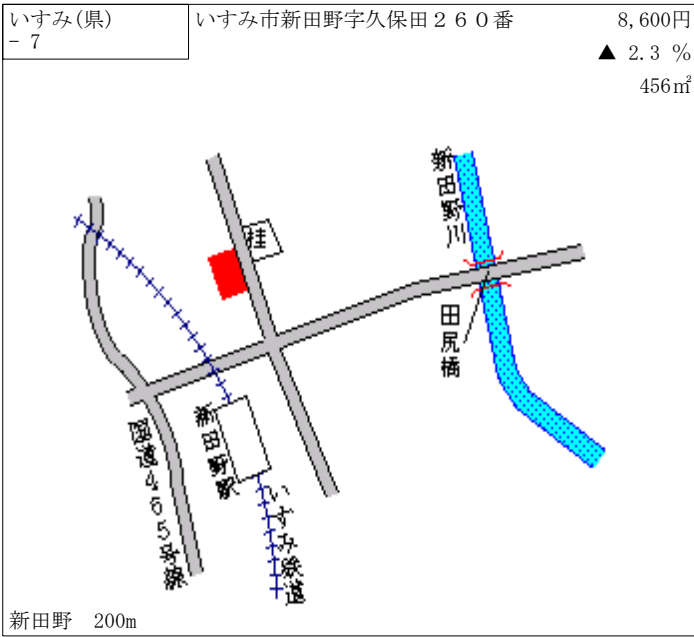 いすみ(県)
- 7
いすみ市新田野字久保田２６０番
8,600円
▲ 2.3 %
456㎡
桂
新田野川
田尻橋
新田野駅
国道４６５号線
いすみ鉄道
新田野　200m